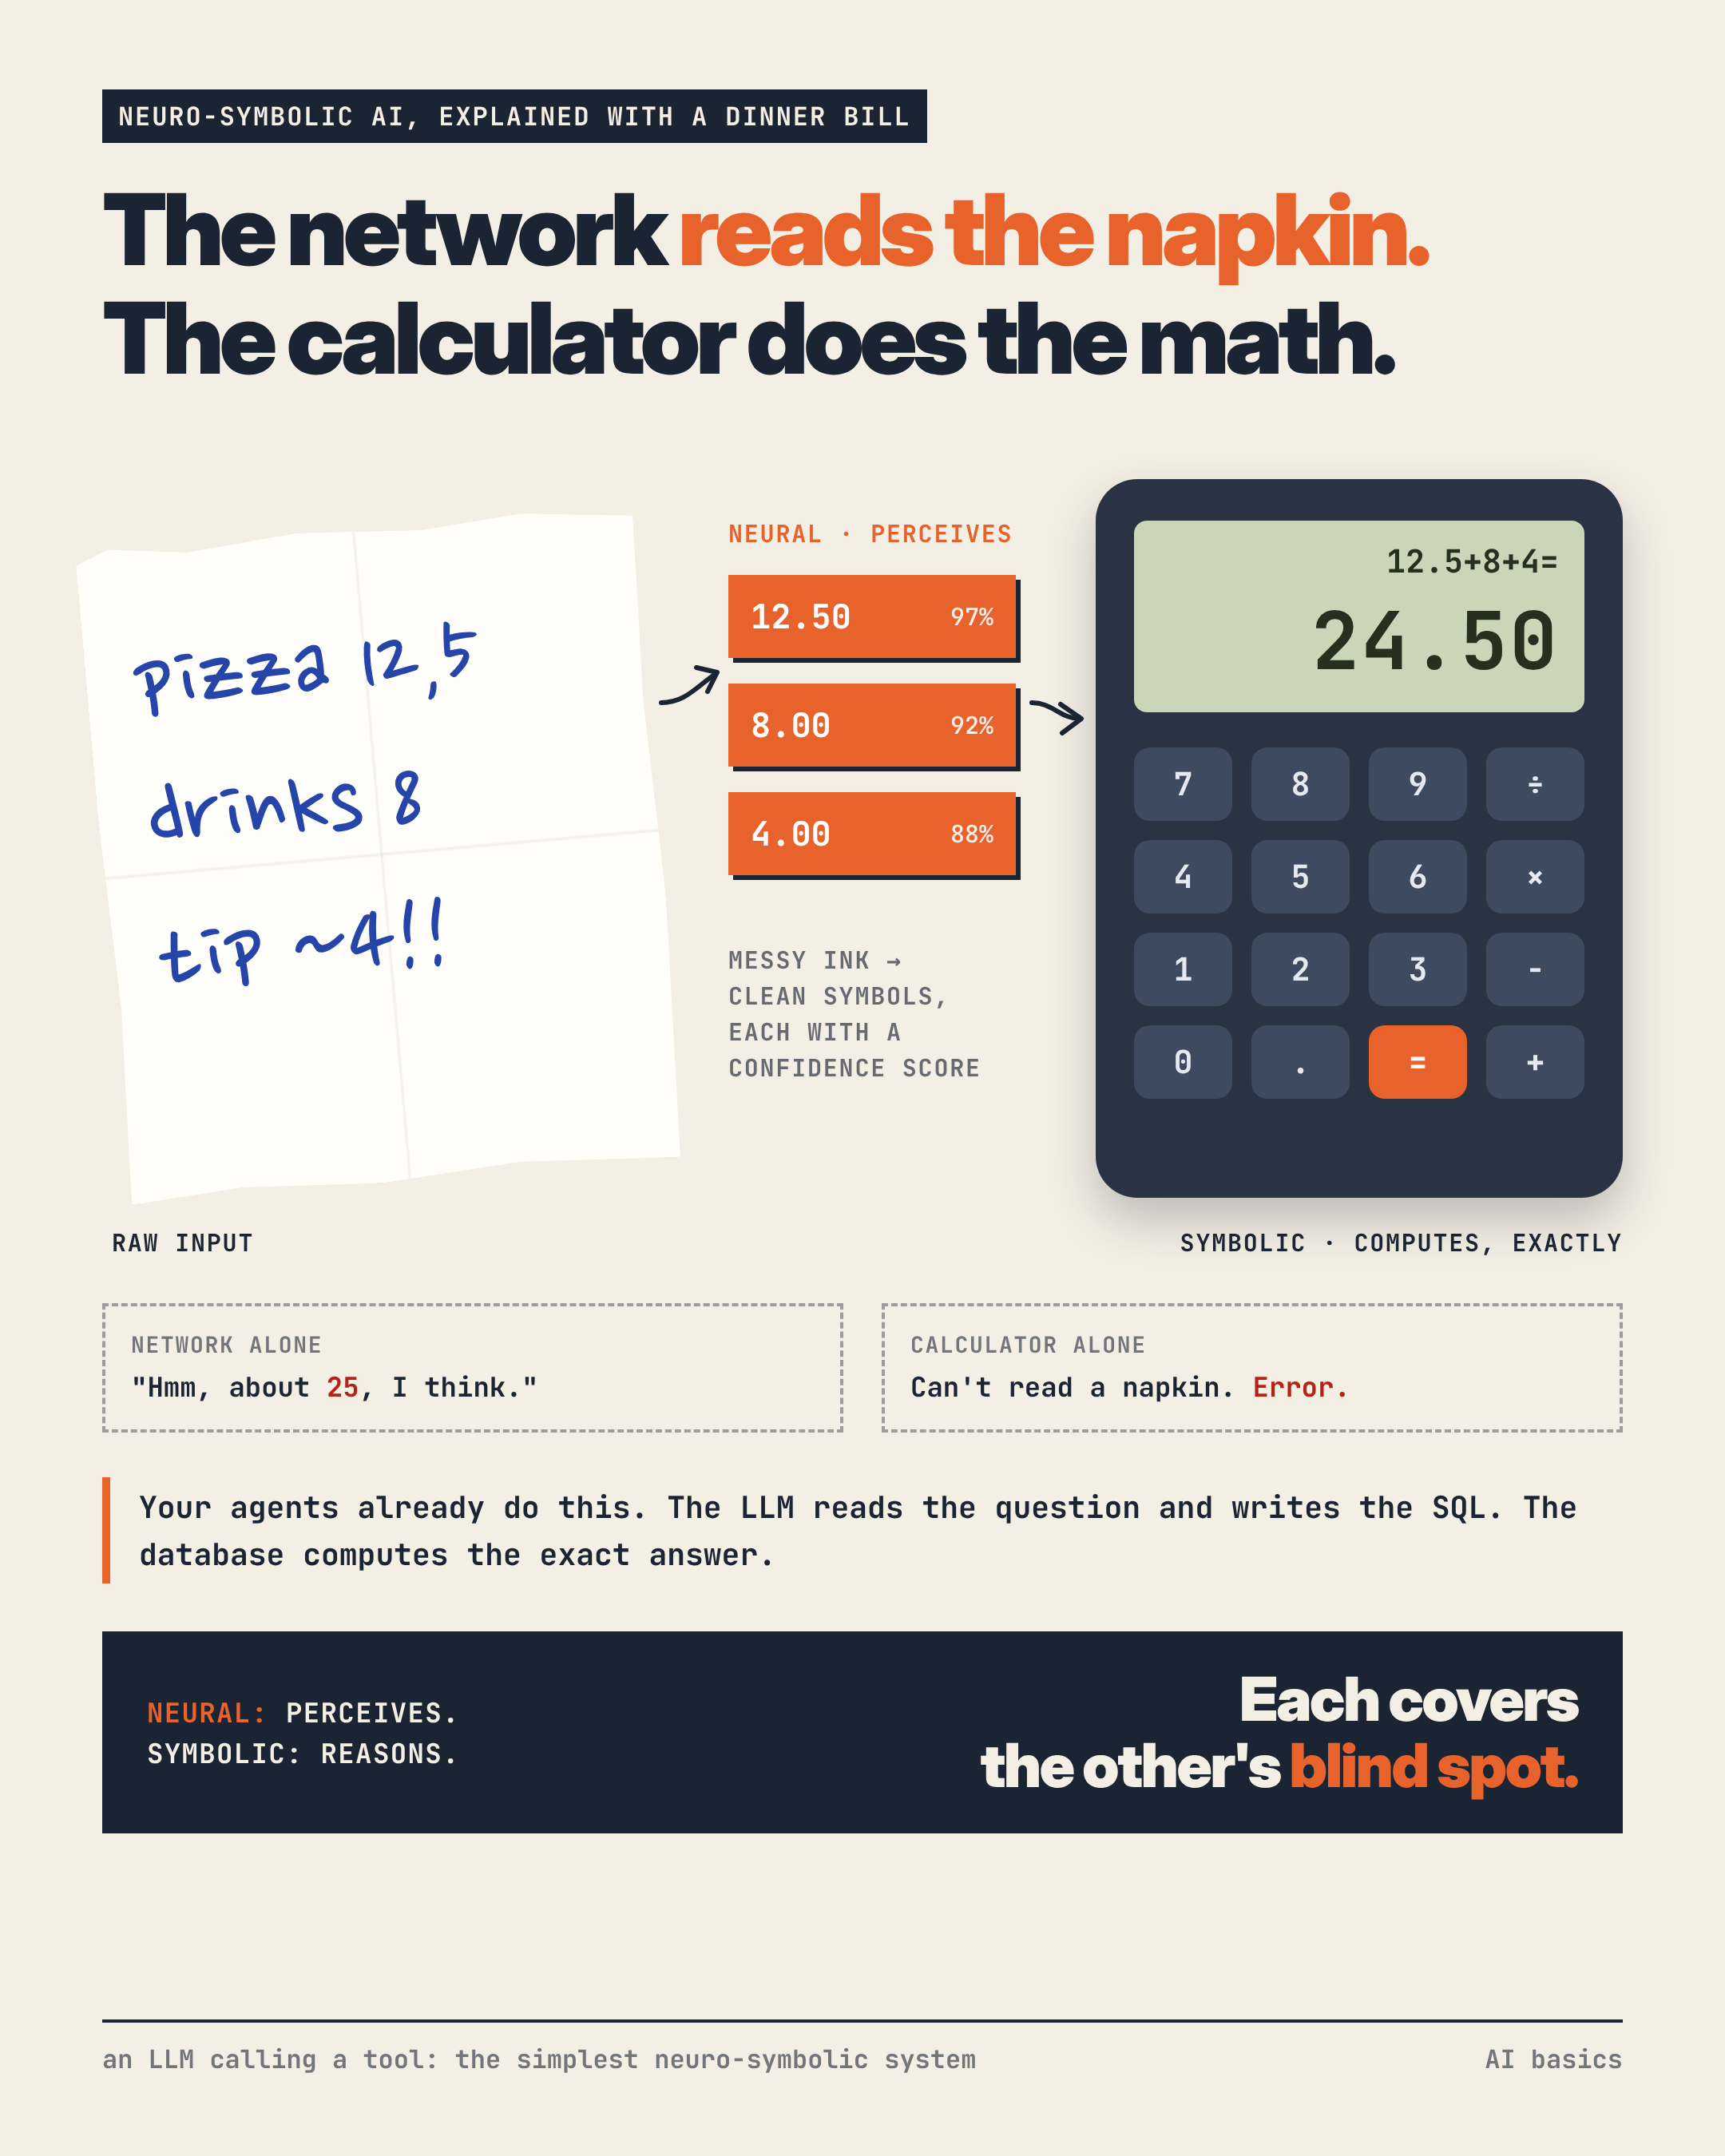 NEURO-SYMBOLIC AI, EXPLAINED WITH A DINNER BILL
The network reads the napkin.
The calculator does the math.
pizza 12,5
drinks 8
tip ~4!!
RAW INPUT
NEURAL · PERCEIVES
12.50 97%
8.00 92%
4.00 88%
MESSY INK →
CLEAN SYMBOLS,
EACH WITH A
CONFIDENCE SCORE
12.5+8+4=
24.50
7 8 9 ÷
4 5 6 ×
1 2 3 -
0 . = +
SYMBOLIC · COMPUTES, EXACTLY
NETWORK ALONE
"Hmm, about 25, I think."
CALCULATOR ALONE
Can't read a napkin. Error.
Your agents already do this. The LLM reads the question and writes the SQL. The
database computes the exact answer.
NEURAL: PERCEIVES.
SYMBOLIC: REASONS.
Each covers
the other's blind spot.
an LLM calling a tool: the simplest neuro-symbolic system
AI basics